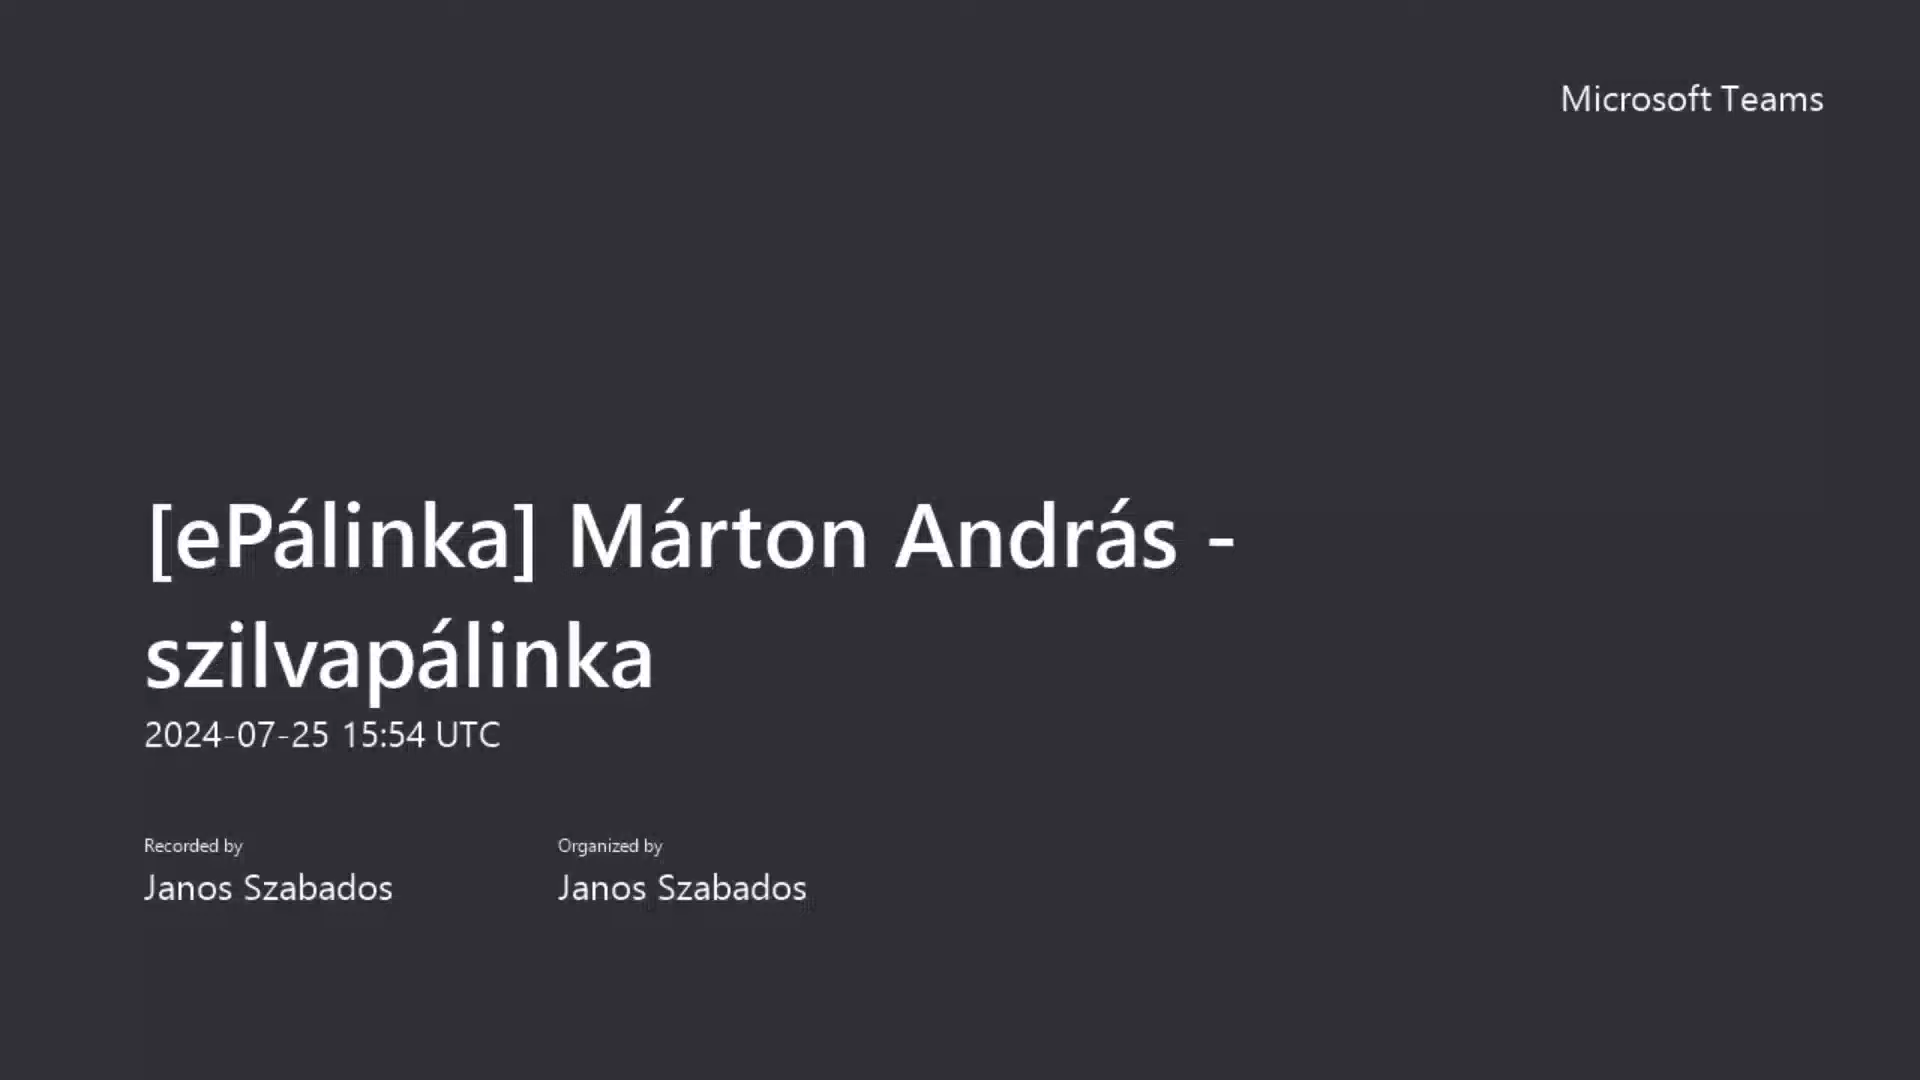 Microsoft Teams
[ePálinka] Márton András -
szilvapálinka
2024-07-25 15:54 UTC
Recorded by
Organized by
Janos Szabados
Janos Szabados